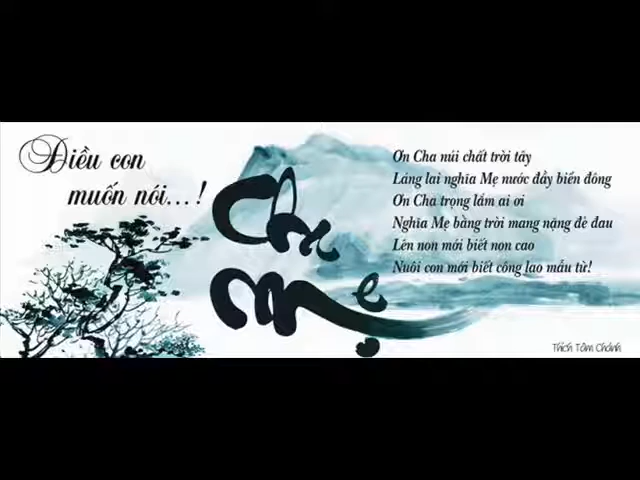 Điều con
muốn nói...!
Cha
Mẹ
Ơn Cha núi chất trời tây
Láng lai nghĩa Mẹ nước đầy biển đông
Ơn Cha trọng lắm ai ơi
Nghĩa Mẹ bằng trời mang nặng đẻ đau
Lên non mới biết non cao
Nuôi con mới biết công lao mẫu từ!
Thích Tâm Chánh